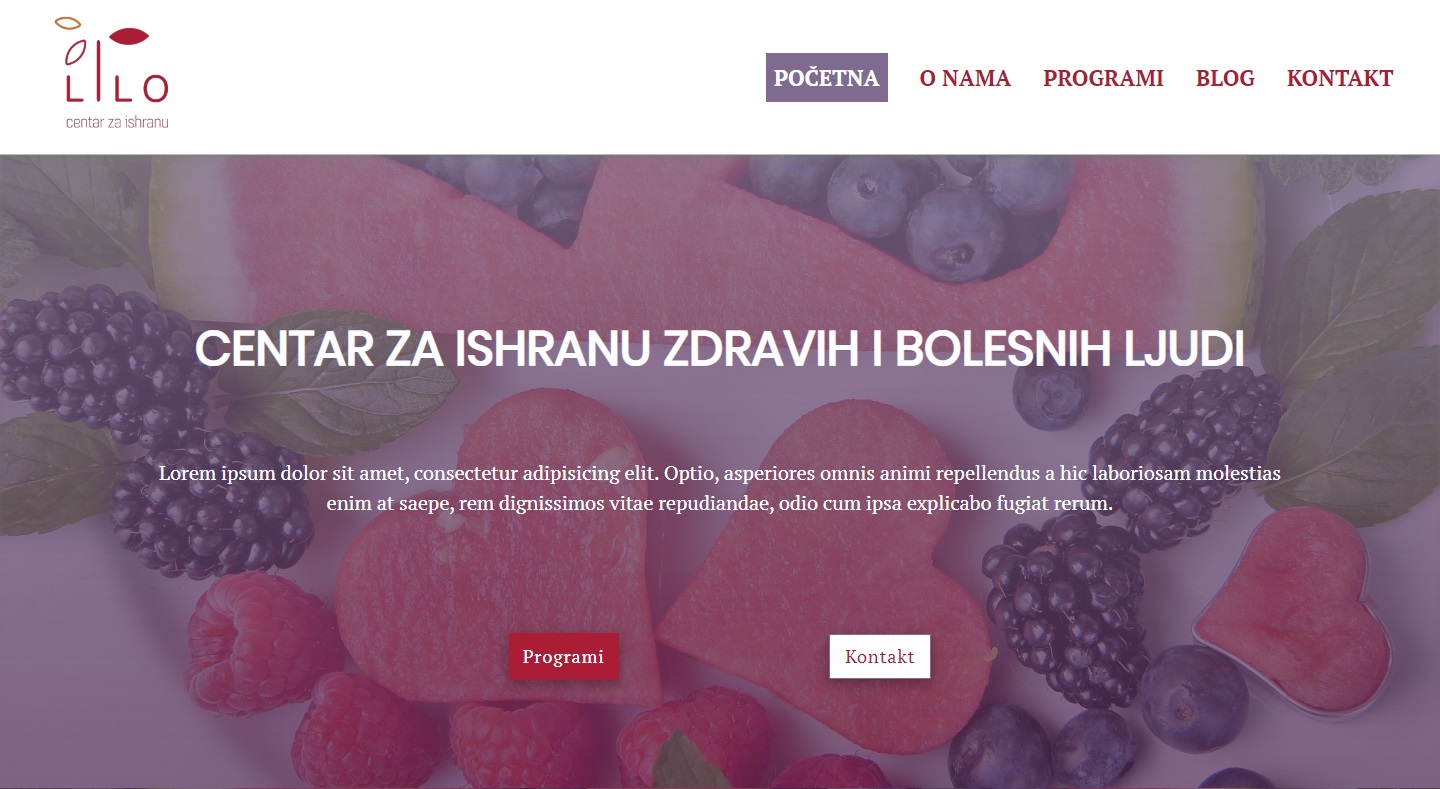 LILO
centar za ishranu
POČETNA O NAMA PROGRAMI BLOG KONTAKT
CENTAR ZA ISHRANU ZDRAVIH I BOLESNIH LJUDI
Lorem ipsum dolor sit amet, consectetur adipisicing elit. Optio, asperiores omnis animi repellendus a hic laboriosam molestias
enim at saepe, rem dignissimos vitae repudiandae, odio cum ipsa explicabo fugiat rerum.
Programi Kontakt